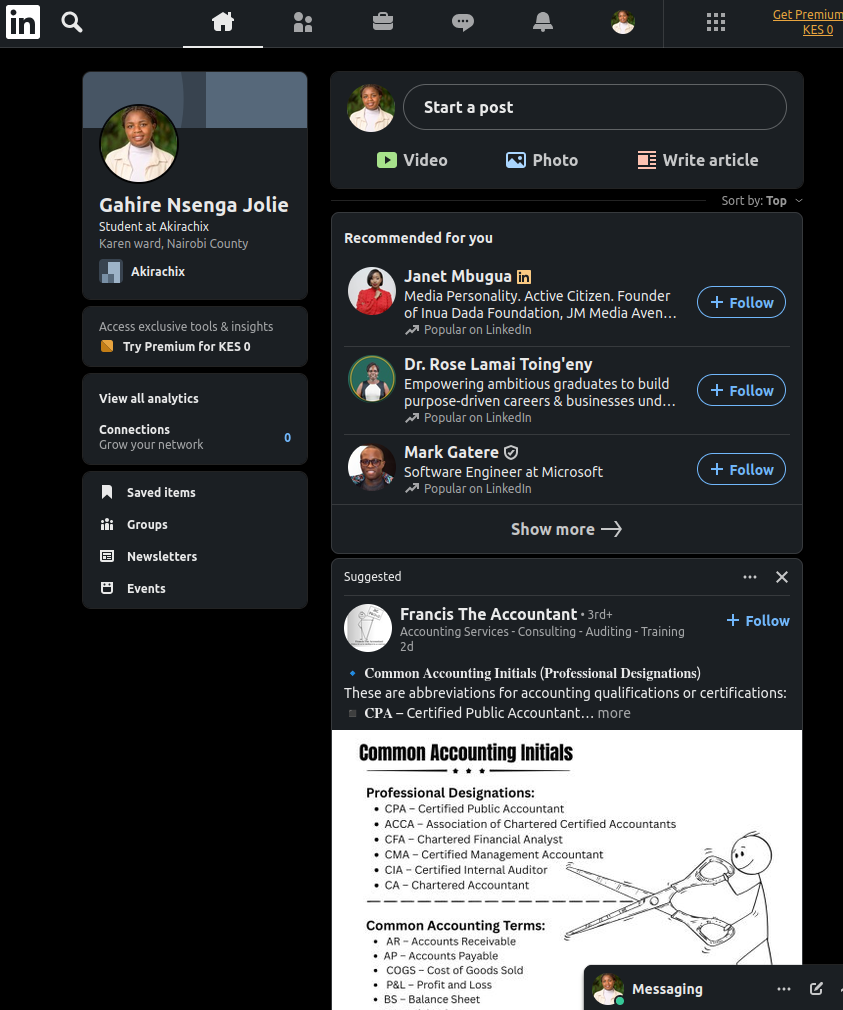 in
Get Premium
KES 0
Gahire Nsenga Jolie
Student at Akirachix
Karen ward, Nairobi County
Akirachix
Access exclusive tools & insights
Try Premium for KES 0
View all analytics
Connections
Grow your network
0
Saved items
Groups
Newsletters
Events
Start a post
Video
Photo
Write article
Sort by: Top
Recommended for you
Janet Mbugua in
Media Personality. Active Citizen. Founder
of Inua Dada Foundation, JM Media Aven…
Popular on LinkedIn
+ Follow
Dr. Rose Lamai Toing'eny
Empowering ambitious graduates to build
purpose-driven careers & businesses und…
Popular on LinkedIn
+ Follow
Mark Gatere
Software Engineer at Microsoft
Popular on LinkedIn
+ Follow
Show more →
Suggested
Francis The Accountant • 3rd+
Accounting Services - Consulting - Auditing - Training
2d
+ Follow
🔹 𝐂𝐨𝐦𝐦𝐨𝐧 𝐀𝐜𝐜𝐨𝐮𝐧𝐭𝐢𝐧𝐠 𝐈𝐧𝐢𝐭𝐢𝐚𝐥𝐬 (𝐏𝐫𝐨𝐟𝐞𝐬𝐬𝐢𝐨𝐧𝐚𝐥 𝐃𝐞𝐬𝐢𝐠𝐧𝐚𝐭𝐢𝐨𝐧𝐬)
These are abbreviations for accounting qualifications or certifications:
◾ 𝐂𝐏𝐀 – Certified Public Accountant… more
Common Accounting Initials
Professional Designations:
• CPA – Certified Public Accountant
• ACCA – Association of Chartered Certified Accountants
• CFA – Chartered Financial Analyst
• CMA – Certified Management Accountant
• CIA – Certified Internal Auditor
• CA – Chartered Accountant
Common Accounting Terms:
• AR – Accounts Receivable
• AP – Accounts Payable
• COGS – Cost of Goods Sold
• P&L – Profit and Loss
• BS – Balance Sheet
Messaging